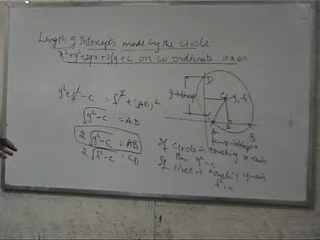 Length of Intercepts made by the circle
x²+y²+2gx+2fy+c on co ordinate axes
g²+f²-c = f²+(AD)²
√g²-c = AD
2√g²-c = AB
2√f²-c = CD
y-intercept
D
C(-g,-f)
A
B
x-intercept
If circle is touching x-axis
then g²=c
If circle is touching y-axis
f²=c